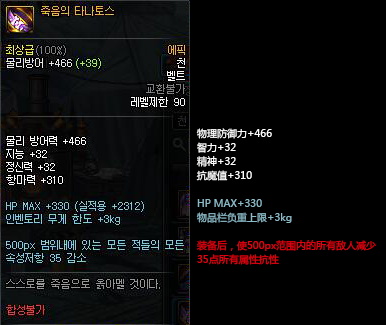 죽음의 타나토스
최상급(100%) 에픽
물리방어 +466 (+39) 천
벨트
교환불가
레벨제한 90
물리 방어력 +466
지능 +32
정신력 +32
항마력 +310
HP MAX +330 (실적용 +2312)
인벤토리 무게 한도 +3kg
500px 범위내에 있는 모든 적들의 모든
속성저항 35 감소
스스로를 죽음으로 옭아멜 것이다.
합성불가
物理防御力+466
智力+32
精神+32
抗魔值+310
HP MAX+330
物品栏负重上限+3kg
装备后，使500px范围内的所有敌人减少
35点所有属性抗性